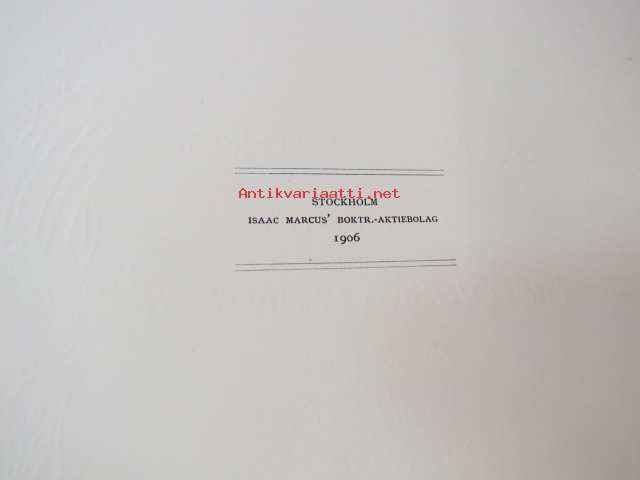 Antikvariaatti.net
STOCKHOLM
ISAAC MARCUS' BOKTR.-AKTIEBOLAG
1906